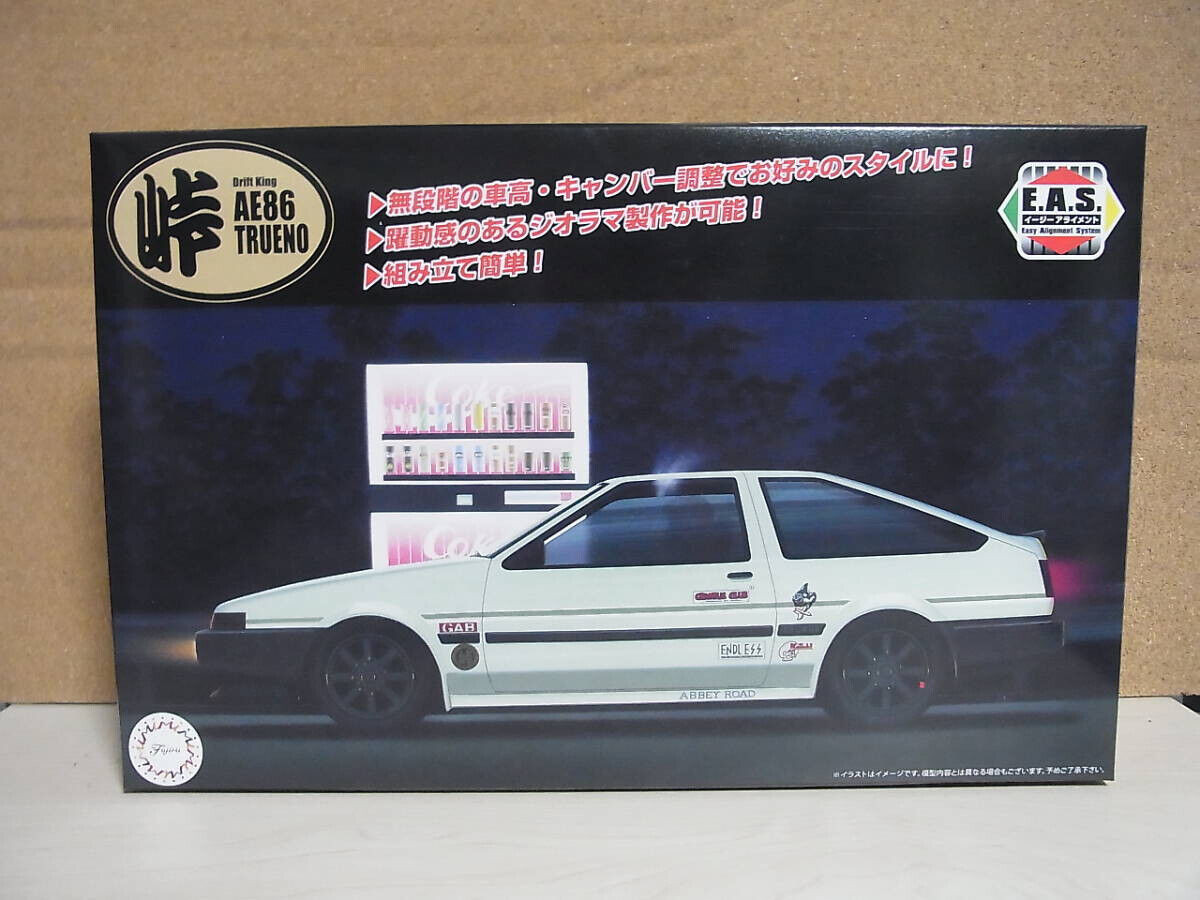 峠
Drift King
AE86
TRUENO
▶無段階の車高・キャンバー調整でお好みのスタイルに！
▶躍動感のあるジオラマ製作が可能！
▶組み立て簡単！
E.A.S.
イージーアライメント
Easy Alignment System
Coke
Coke
GAB
ENDLESS
ABBEY ROAD
Fujimi
※イラストはイメージです。模型内容とは異なる場合もございます。予めご了承下さい。